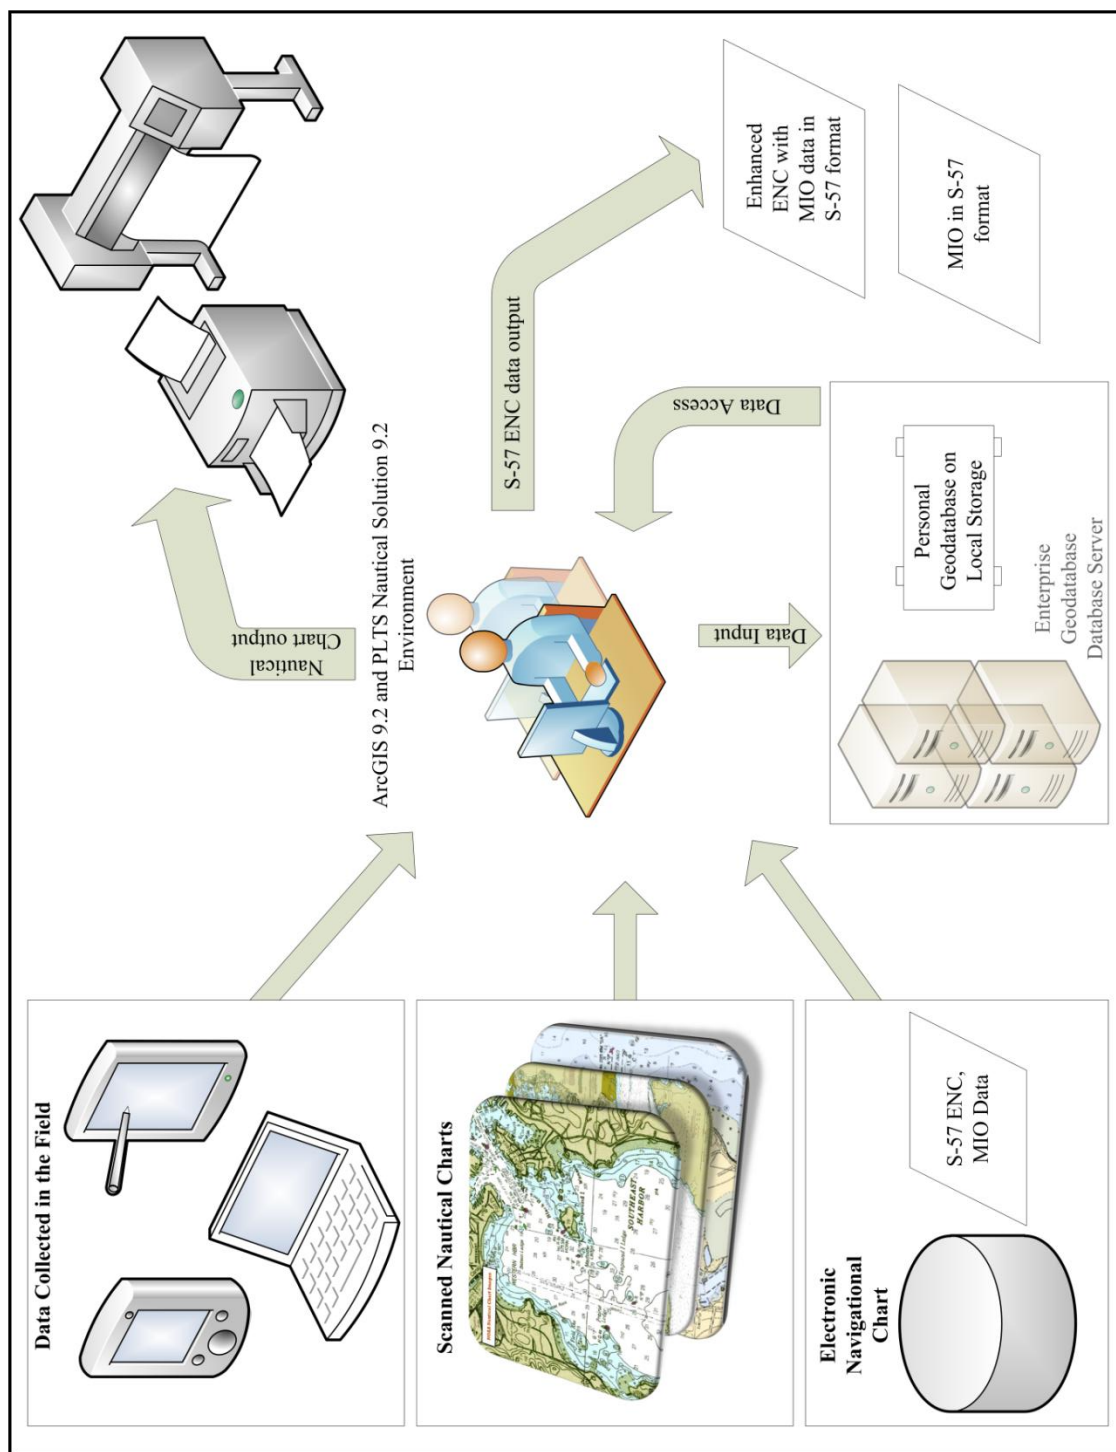 Data Collected in the Field
Scanned Nautical Charts
SOUTHEAST
HARBOR
Electronic
Navigational
Chart
S-57 ENC,
MIO Data
ArcGIS 9.2 and PLTS Nautical Solution 9.2
Environment
Nautical
Chart output
S-57 ENC data output
Data Access
Data Input
Personal
Geodatabase on
Local Storage
Enterprise
Geodatabase
Database Server
Enhanced
ENC with
MIO data in
S-57 format
MIO in S-57
format